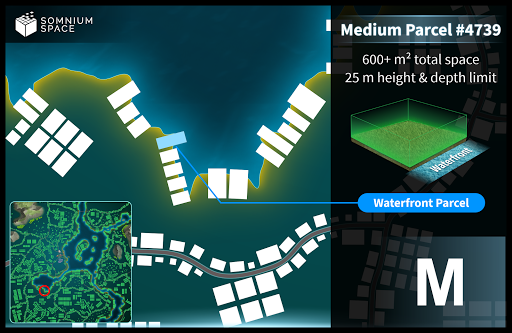 SOMNIUM
SPACE
Medium Parcel #4739
600+ m² total space
25 m height & depth limit
Waterfront
Waterfront Parcel
M